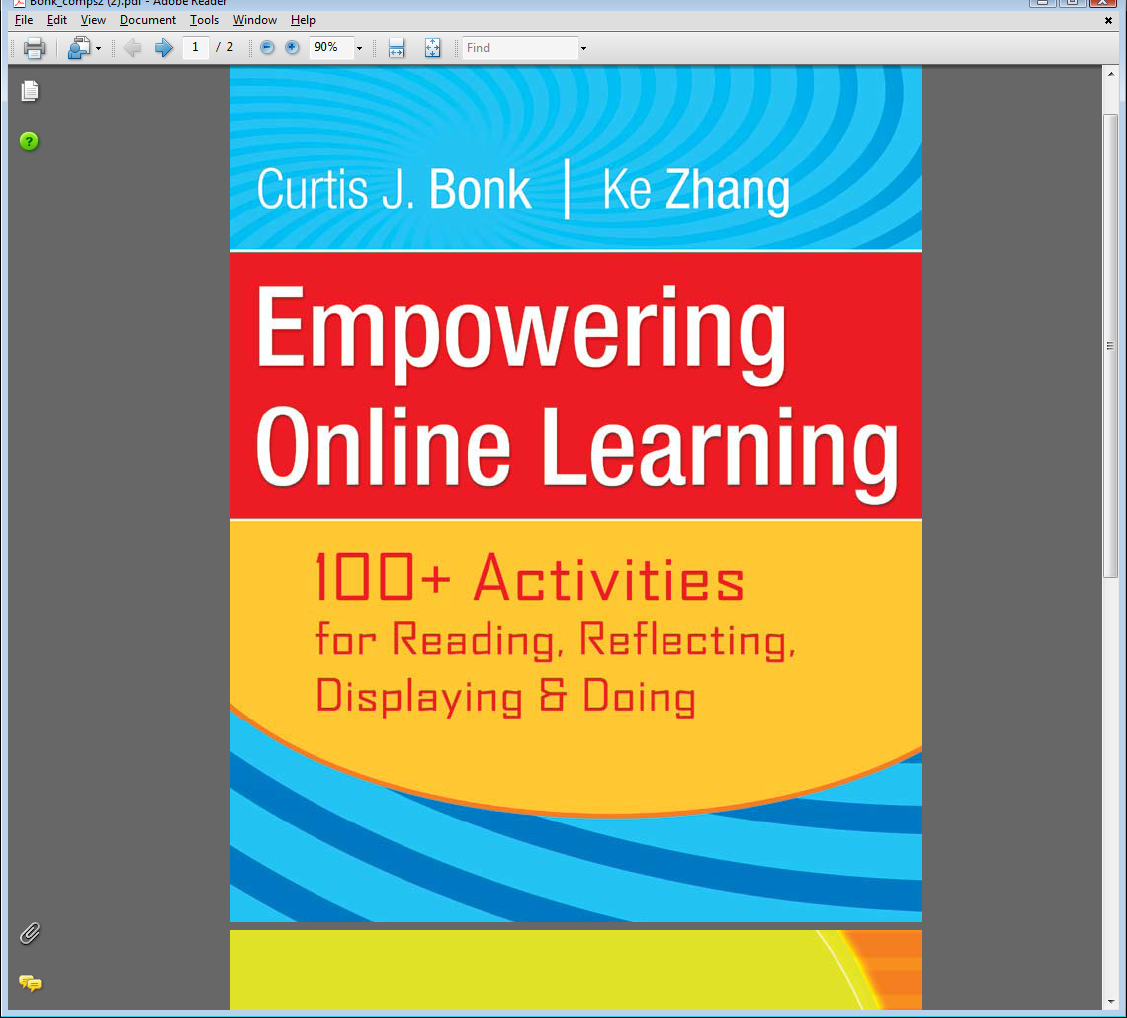 Bonk_comps2 (2).pdf - Adobe Reader
File Edit View Document Tools Window Help
1 / 2 90% Find
Curtis J. Bonk | Ke Zhang
Empowering
Online Learning
100+ Activities
for Reading, Reflecting,
Displaying & Doing